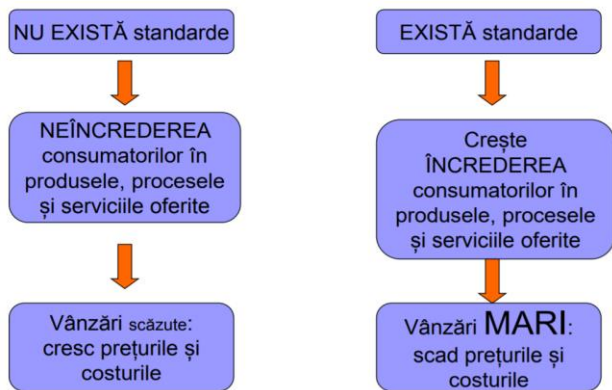 NU EXISTĂ standarde
NEÎNCREDEREA
consumatorilor în
produsele, procesele
și serviciile oferite
Vânzări scăzute:
cresc prețurile și
costurile
EXISTĂ standarde
Crește
ÎNCREDEREA
consumatorilor în
produsele, procesele
și serviciile oferite
Vânzări MARI:
scad prețurile și
costurile